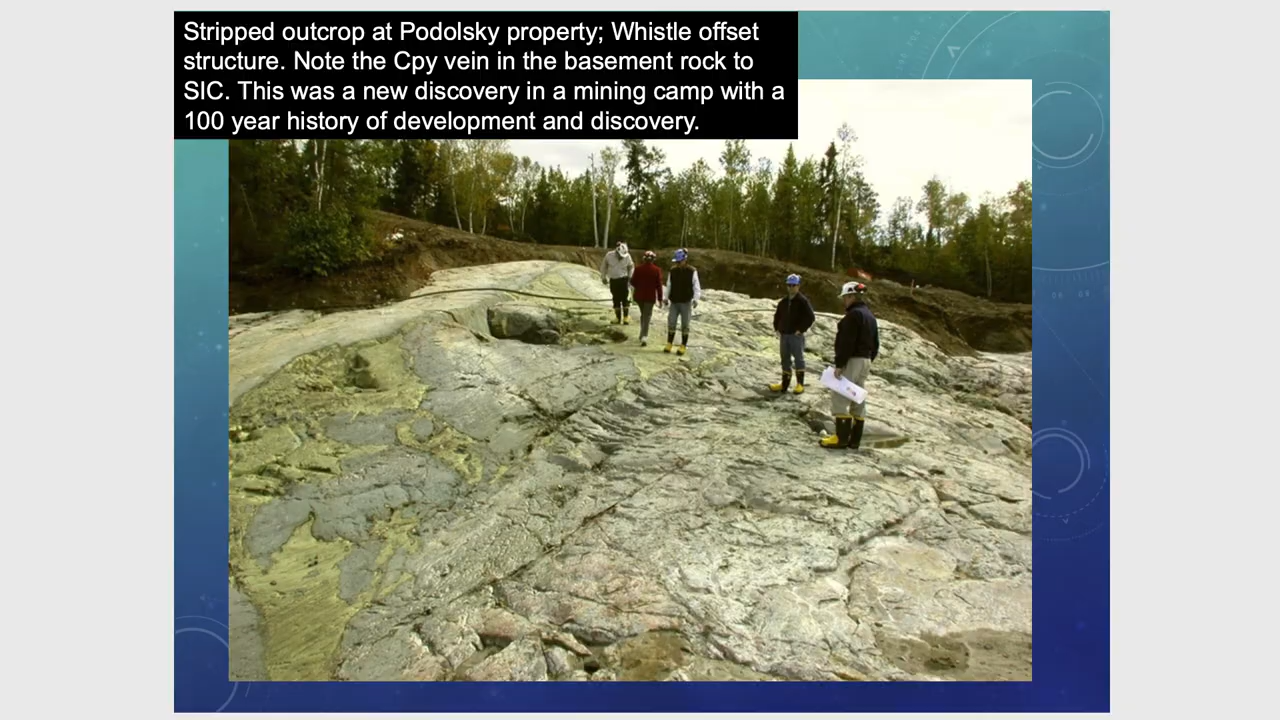 Stripped outcrop at Podolsky property; Whistle offset
structure. Note the Cpy vein in the basement rock to
SIC. This was a new discovery in a mining camp with a
100 year history of development and discovery.